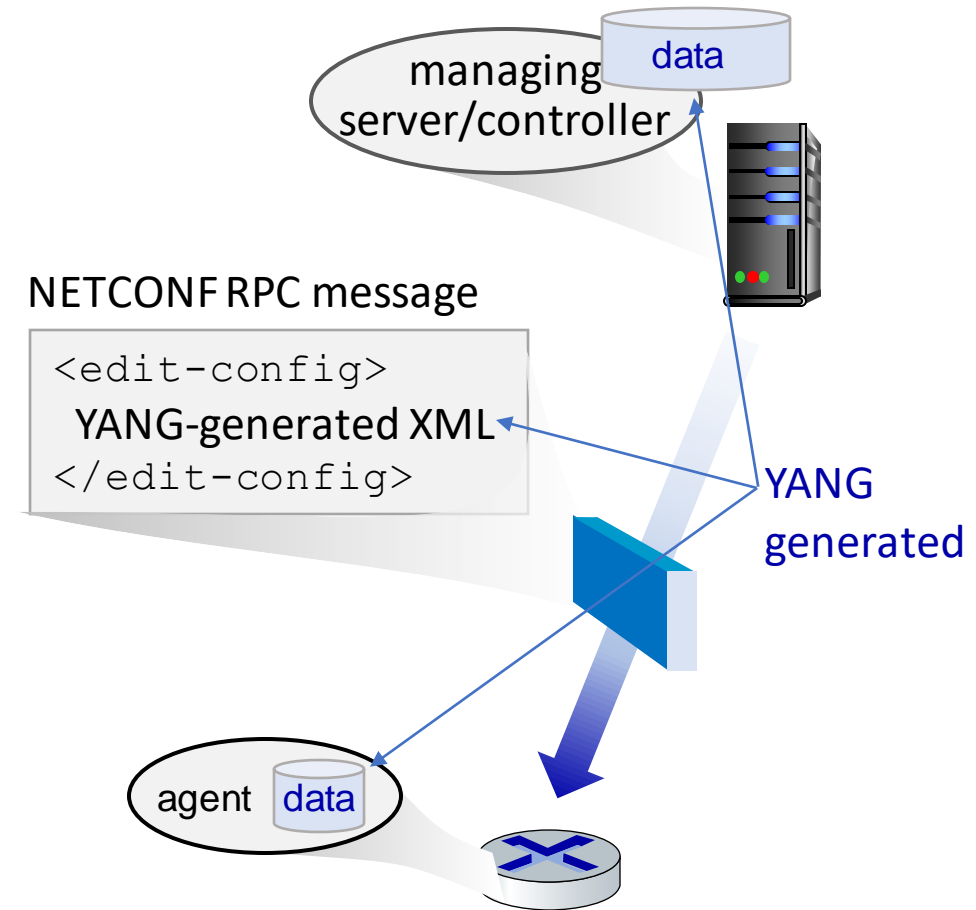 data
managing
server/controller
NETCONF RPC message
<edit-config>
YANG-generated XML
</edit-config>
YANG
generated
agent data